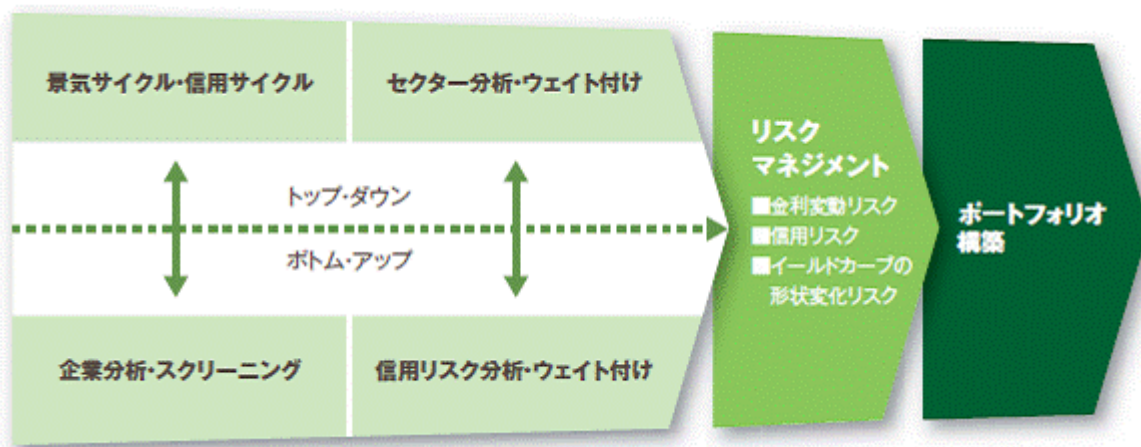 景気サイクル・信用サイクル
セクター分析・ウェイト付け
トップ・ダウン
ボトム・アップ
企業分析・スクリーニング
信用リスク分析・ウェイト付け
リスク
マネジメント
■金利変動リスク
■信用リスク
■イールドカーブの
形状変化リスク
ポートフォリオ
構築